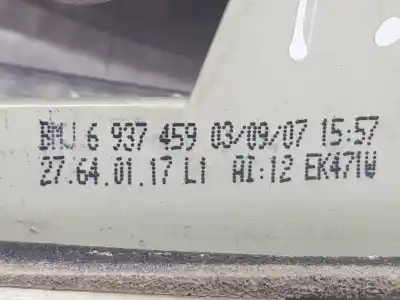 BMW 6 937 459 03/09/07 15:57
27.64.01.17 L1 AI:12 EK471W